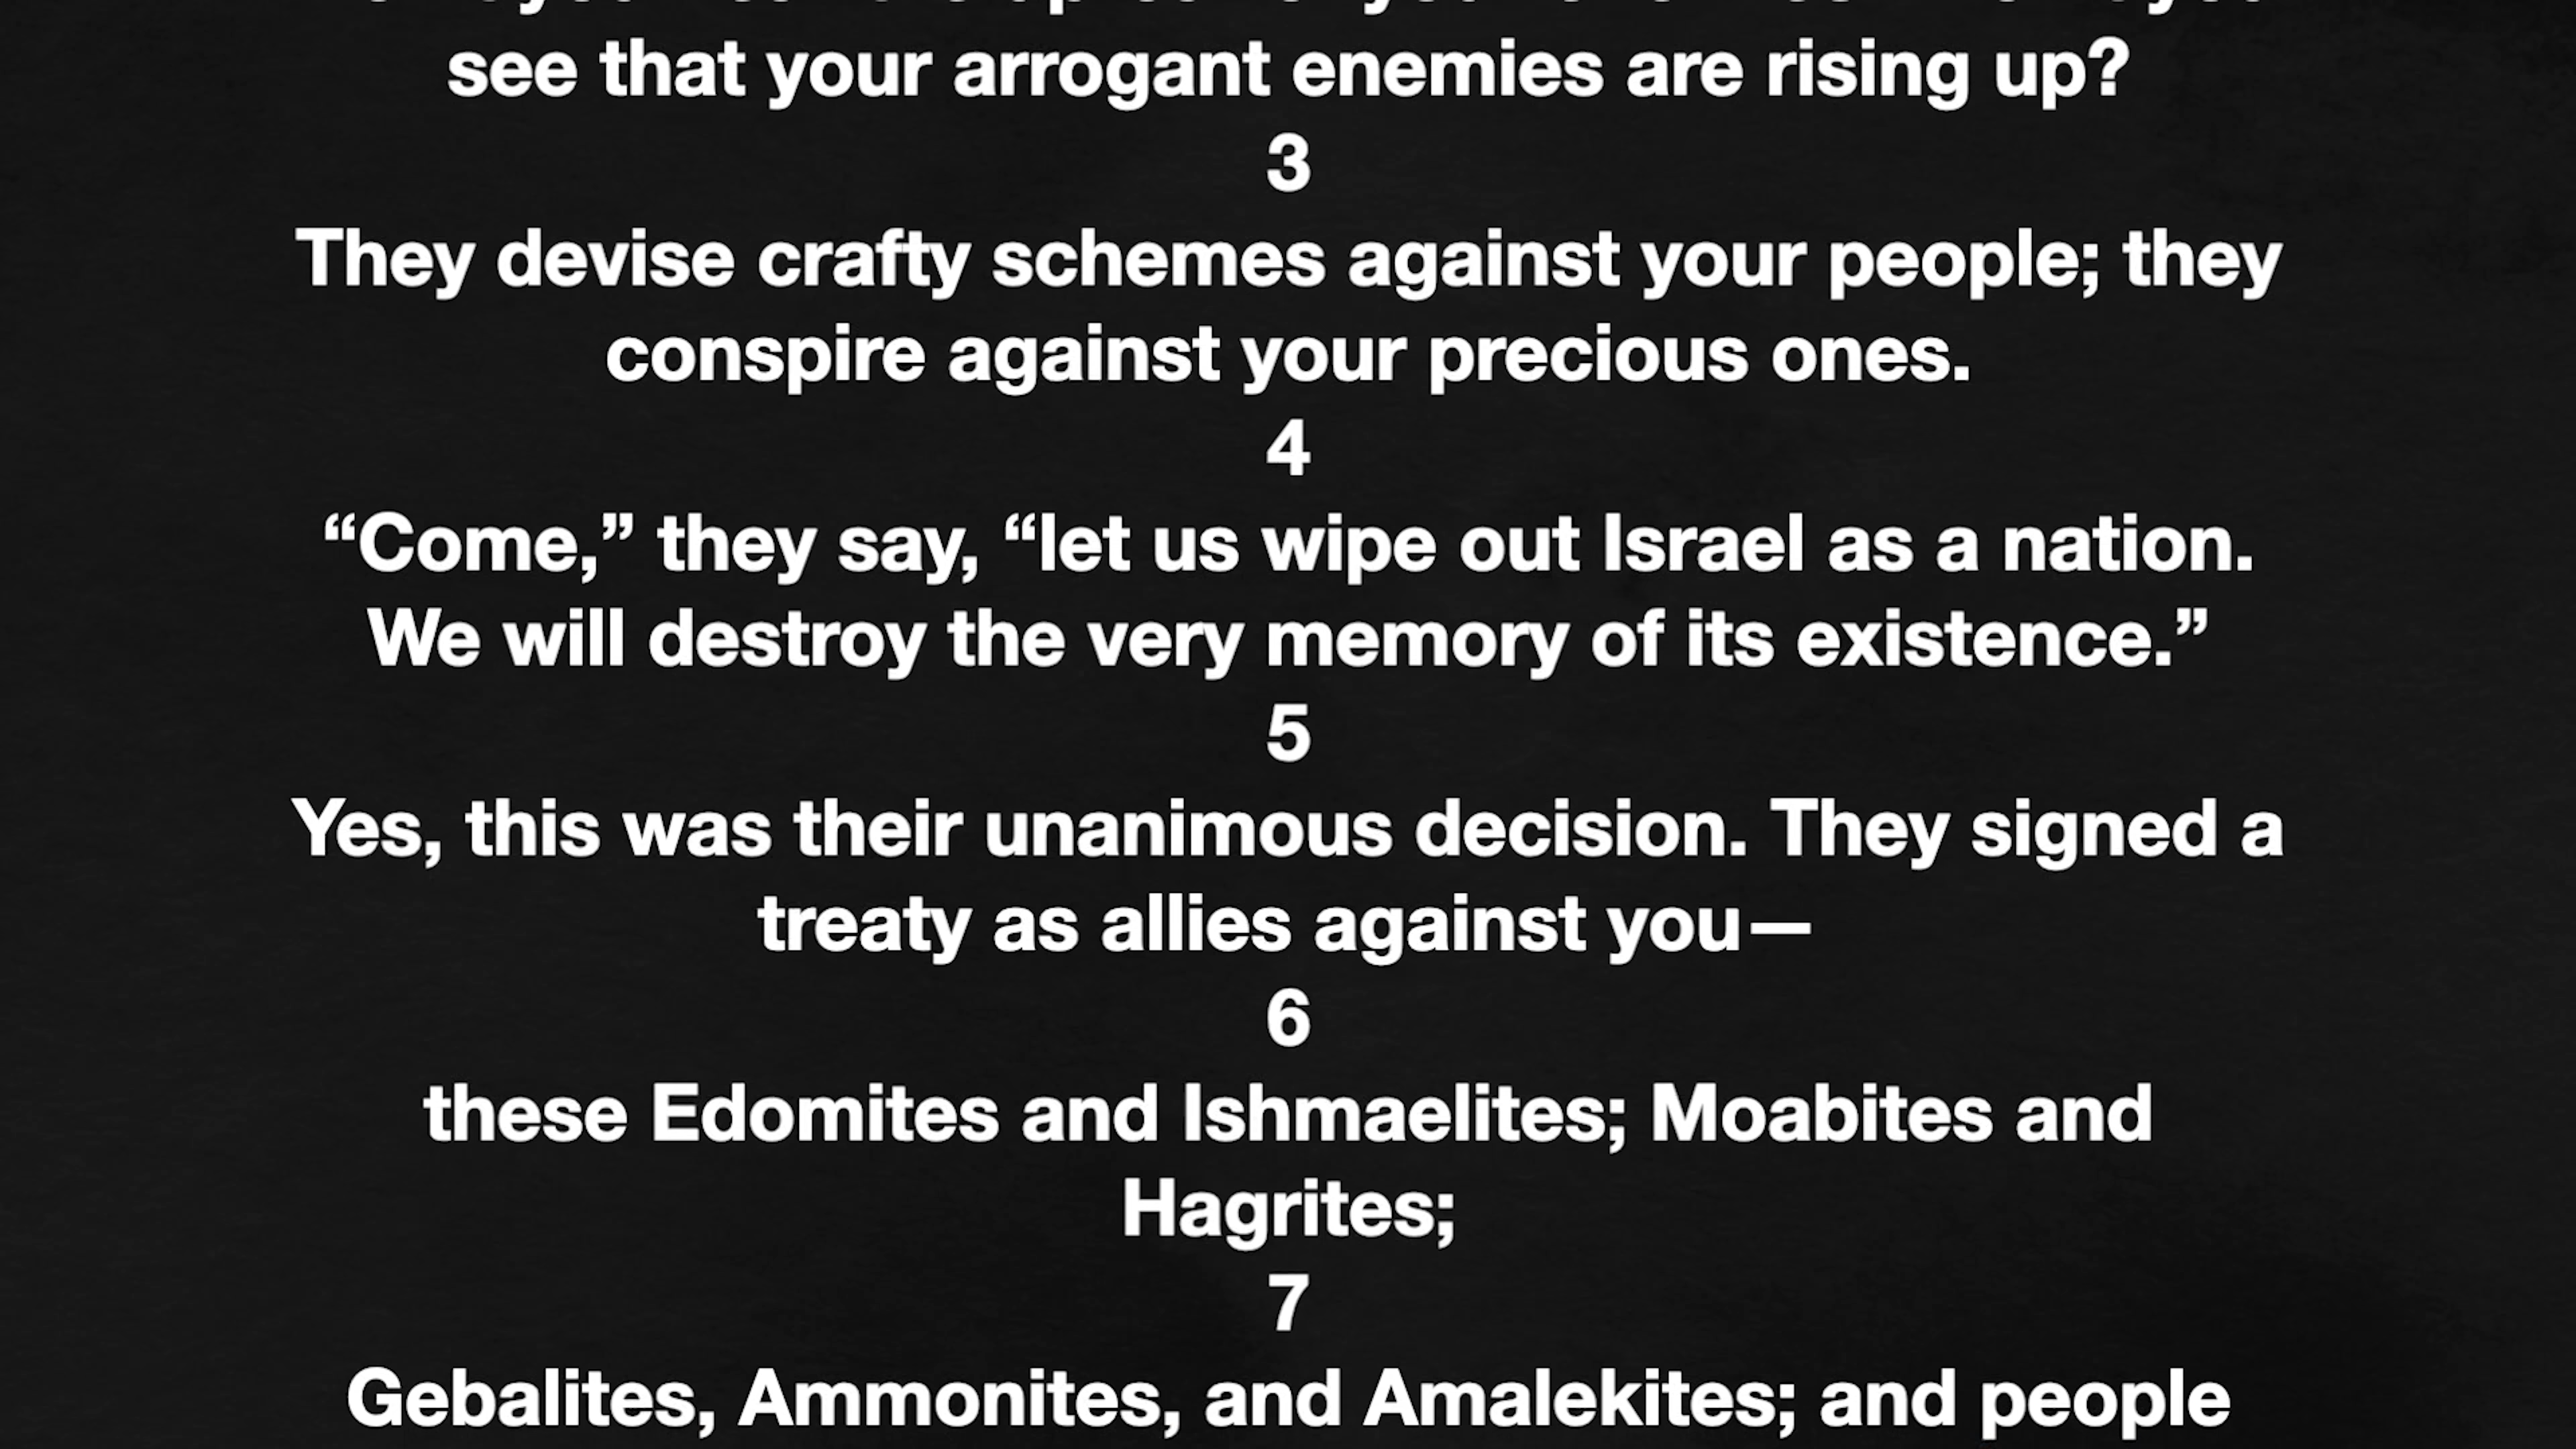 see that your arrogant enemies are rising up?
3
They devise crafty schemes against your people; they
conspire against your precious ones.
4
“Come,” they say, “let us wipe out Israel as a nation.
We will destroy the very memory of its existence.”
5
Yes, this was their unanimous decision. They signed a
treaty as allies against you—
6
these Edomites and Ishmaelites; Moabites and
Hagrites;
7
Gebalites, Ammonites, and Amalekites; and people